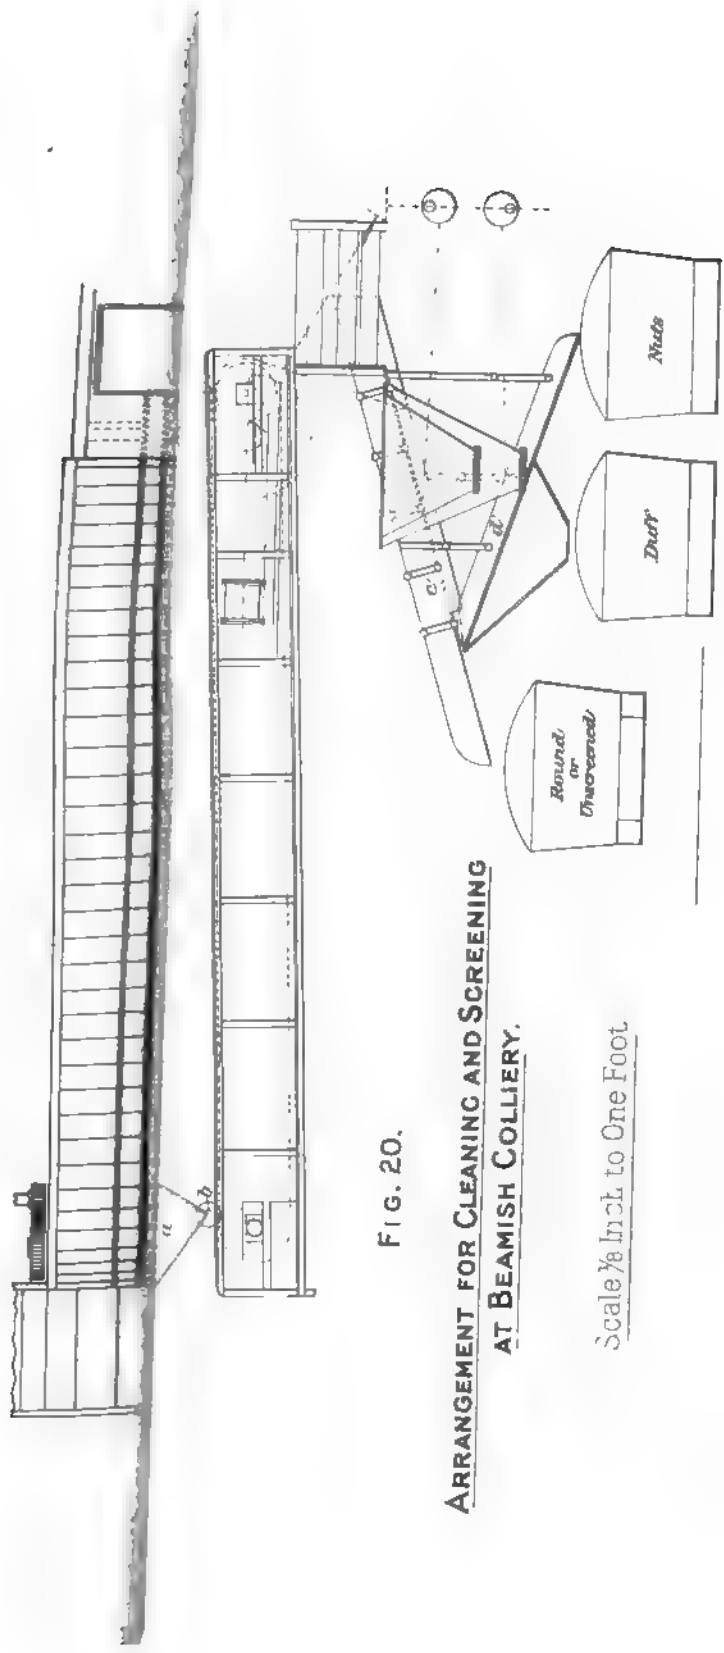 a
b
c
d
Nuts
Duff
Round
or
Unscreened
FIG. 20.
ARRANGEMENT FOR CLEANING AND SCREENING
AT BEAMISH COLLIERY.
Scale ⅛ Inch to One Foot